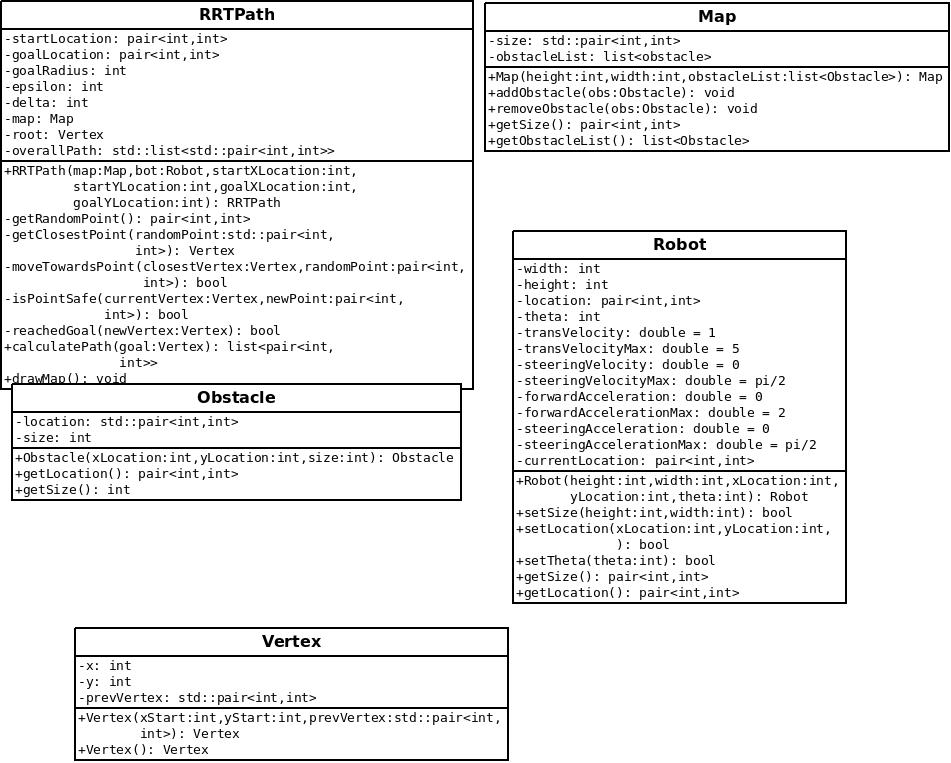 RRTPath
-startLocation: pair<int,int>
-goalLocation: pair<int,int>
-goalRadius: int
-epsilon: int
-delta: int
-map: Map
-root: Vertex
-overallPath: std::list<std::pair<int,int>>
+RRTPath(map:Map,bot:Robot,startXLocation:int,
startYLocation:int,goalXLocation:int,
goalYLocation:int): RRTPath
-getRandomPoint(): pair<int,int>
-getClosestPoint(randomPoint:std::pair<int,
int>): Vertex
-moveTowardsPoint(closestVertex:Vertex,randomPoint:pair<int,
int>): bool
-isPointSafe(currentVertex:Vertex,newPoint:pair<int,
int>): bool
-reachedGoal(newVertex:Vertex): bool
+calculatePath(goal:Vertex): list<pair<int,
int>>
+drawMap(): void
Map
-size: std::pair<int,int>
-obstacleList: list<obstacle>
+Map(height:int,width:int,obstacleList:list<Obstacle>): Map
+addObstacle(obs:Obstacle): void
+removeObstacle(obs:Obstacle): void
+getSize(): pair<int,int>
+getObstacleList(): list<Obstacle>
Robot
-width: int
-height: int
-location: pair<int,int>
-theta: int
-transVelocity: double = 1
-transVelocityMax: double = 5
-steeringVelocity: double = 0
-steeringVelocityMax: double = pi/2
-forwardAcceleration: double = 0
-forwardAccelerationMax: double = 2
-steeringAcceleration: double = 0
-steeringAccelerationMax: double = pi/2
-currentLocation: pair<int,int>
+Robot(height:int,width:int,xLocation:int,
yLocation:int,theta:int): Robot
+setSize(height:int,width:int): bool
+setLocation(xLocation:int,yLocation:int,
): bool
+setTheta(theta:int): bool
+getSize(): pair<int,int>
+getLocation(): pair<int,int>
Obstacle
-location: std::pair<int,int>
-size: int
+Obstacle(xLocation:int,yLocation:int,size:int): Obstacle
+getLocation(): pair<int,int>
+getSize(): int
Vertex
-x: int
-y: int
-prevVertex: std::pair<int,int>
+Vertex(xStart:int,yStart:int,prevVertex:std::pair<int,
int>): Vertex
+Vertex(): Vertex